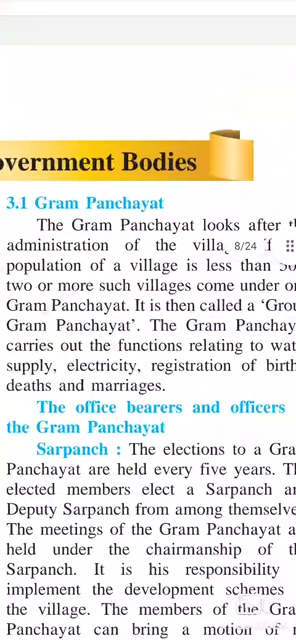 overnment Bodies
3.1 Gram Panchayat
The Gram Panchayat looks after
administration of the villa
8/24
population of a village is less than
two or more such villages come under
Gram Panchayat. It is then called a ‘Grou
Gram Panchayat’. The Gram Panchay
carries out the functions relating to wat
supply, electricity, registration of birth
deaths and marriages.
The office bearers and officers
the Gram Panchayat
Sarpanch : The elections to a Gra
Panchayat are held every five years. T
elected members elect a Sarpanch a
Deputy Sarpanch from among themselve
The meetings of the Gram Panchayat a
held under the chairmanship of t
Sarpanch. It is his responsibility
implement the development schemes
the village. The members of the Gra
Panchayat can bring a motion of